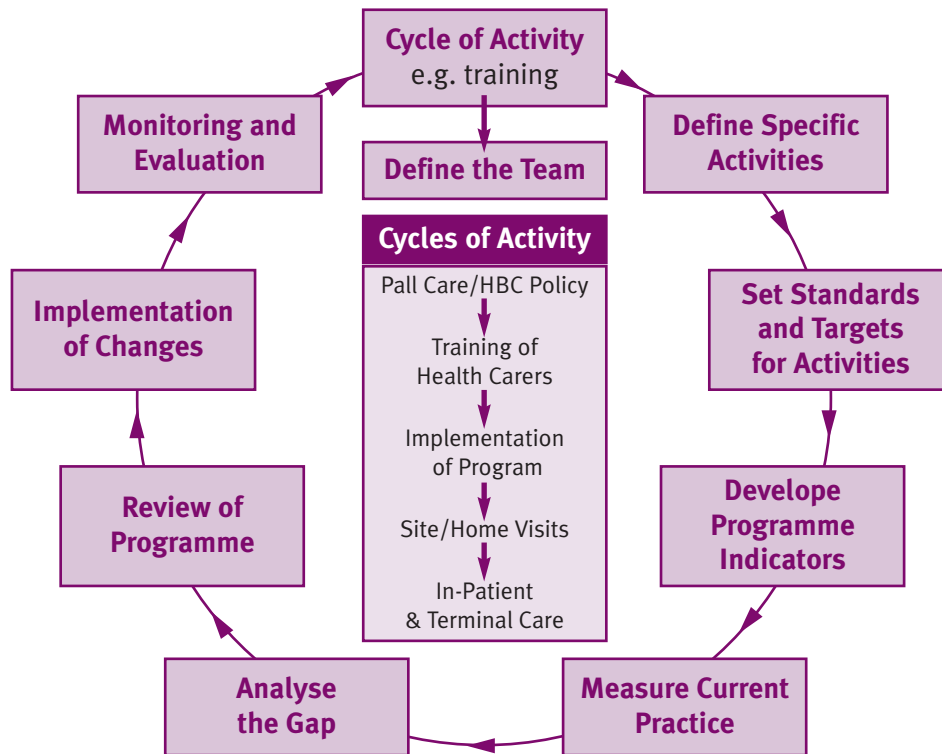 Cycle of Activity
e.g. training
Define Specific
Activities
Set Standards
and Targets
for Activities
Develope
Programme
Indicators
Measure Current
Practice
Analyse
the Gap
Review of
Programme
Implementation
of Changes
Monitoring and
Evaluation
Define the Team
Cycles of Activity
Pall Care/HBC Policy
Training of
Health Carers
Implementation
of Program
Site/Home Visits
In-Patient
& Terminal Care